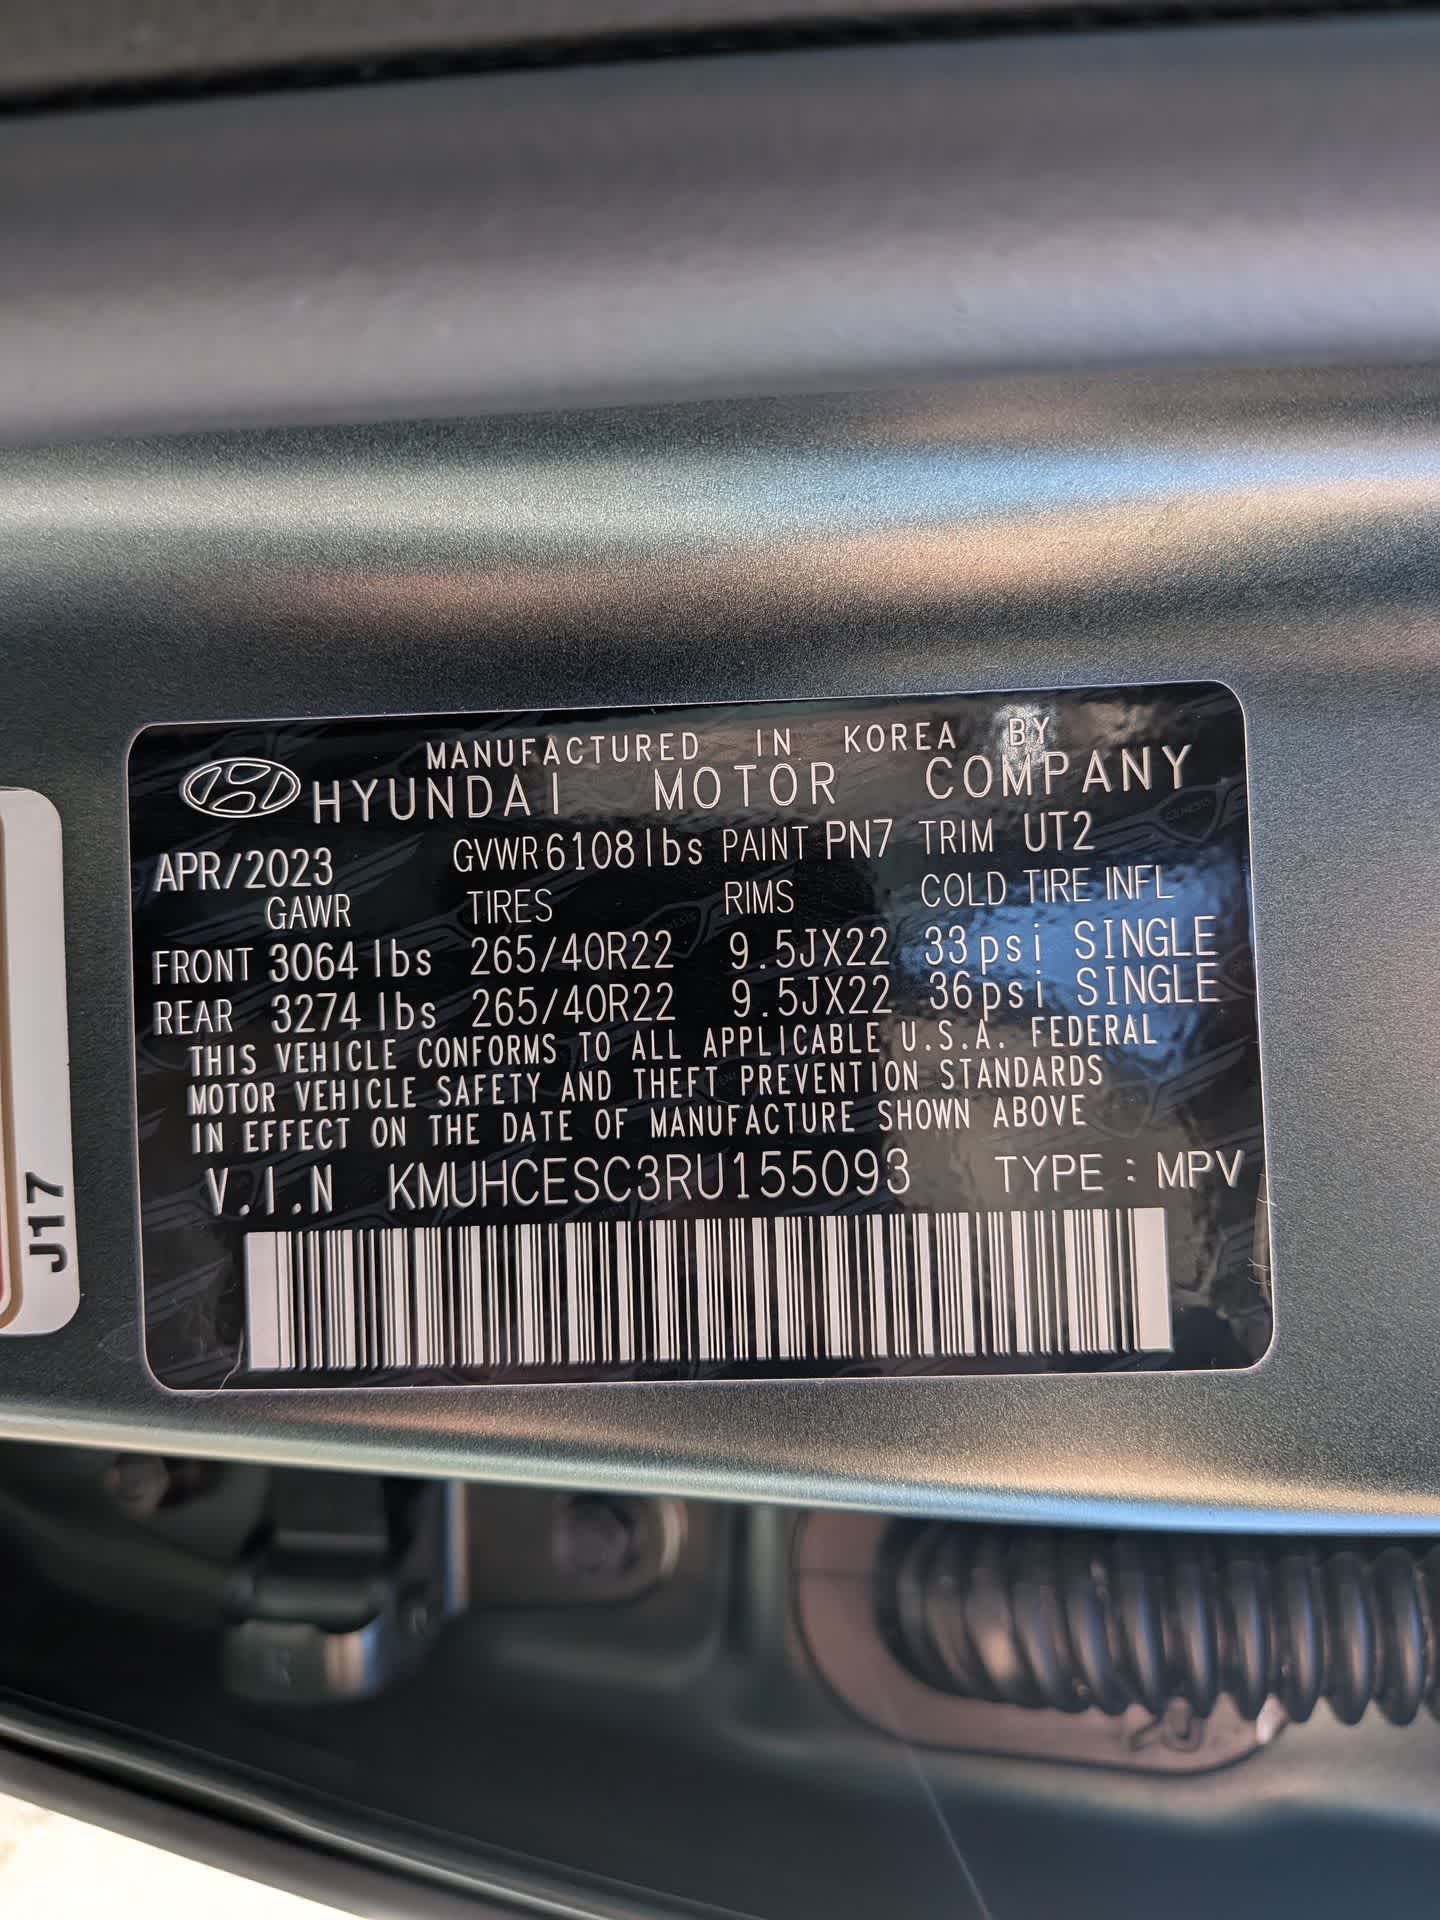 MANUFACTURED IN KOREA BY
HYUNDAI MOTOR COMPANY
APR/2023 GVWR 6108lbs PAINT PN7 TRIM UT2
GAWR TIRES RIMS COLD TIRE INFL
FRONT 3064 lbs 265/40R22 9.5JX22 33psi SINGLE
REAR 3274 lbs 265/40R22 9.5JX22 36psi SINGLE
THIS VEHICLE CONFORMS TO ALL APPLICABLE U.S.A. FEDERAL
MOTOR VEHICLE SAFETY AND THEFT PREVENTION STANDARDS
IN EFFECT ON THE DATE OF MANUFACTURE SHOWN ABOVE
V.I.N KMUHCESC3RU155093 TYPE : MPV
J17